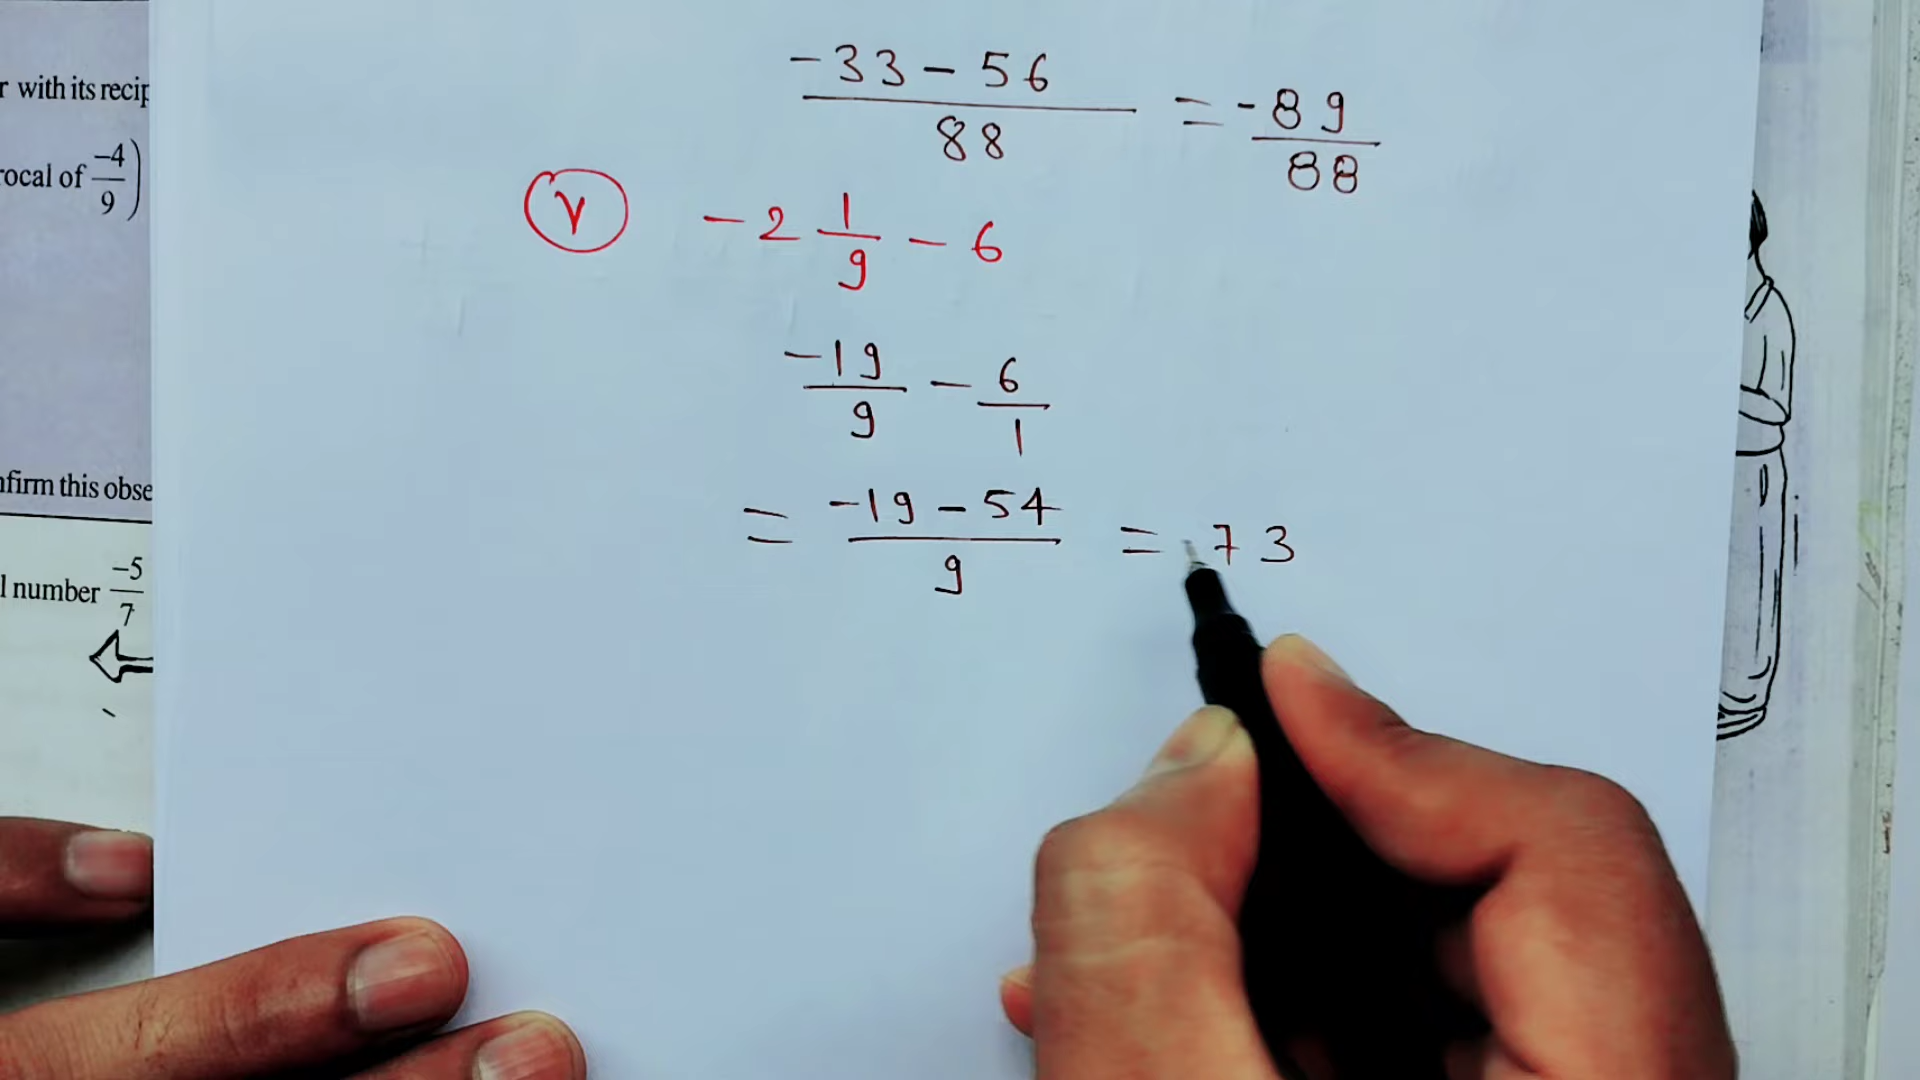 r with its recip
rocal of -4/9)
nfirm this obse
l number -5/7
-33 - 56 / 88 = -89 / 88
(v) -2 1/9 - 6
-19/9 - 6/1
= -19 - 54 / 9 = 73